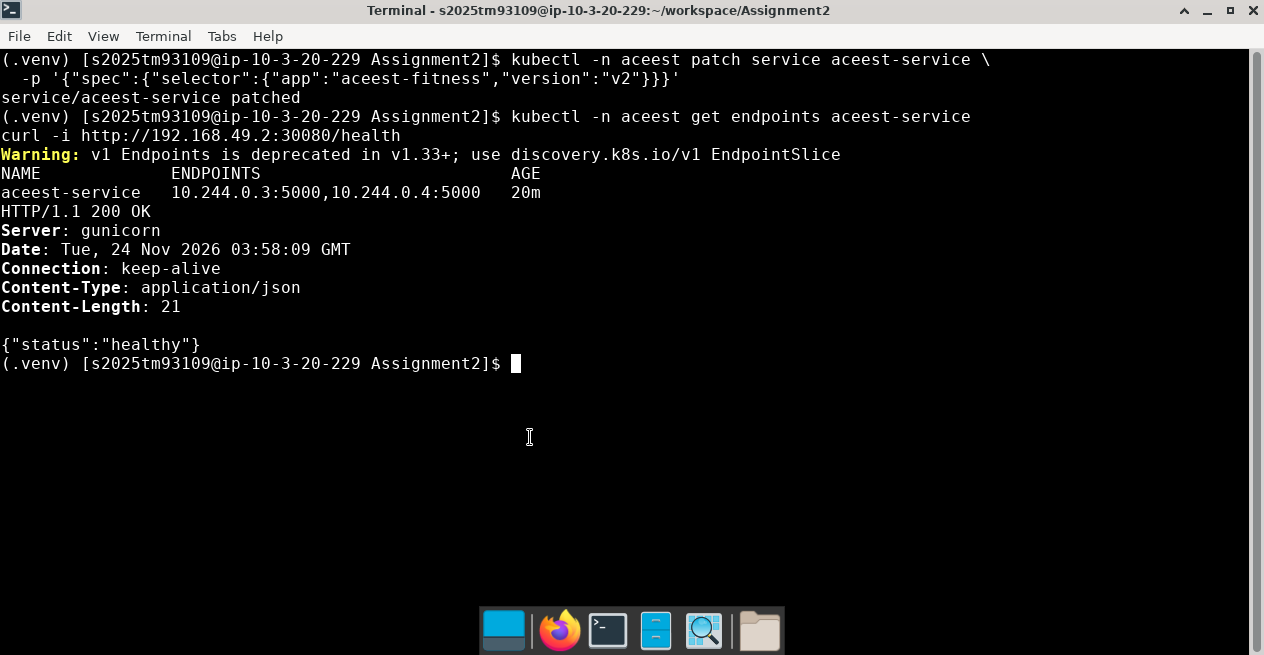 Terminal - s2025tm93109@ip-10-3-20-229:~/workspace/Assignment2
File Edit View Terminal Tabs Help
(.venv) [s2025tm93109@ip-10-3-20-229 Assignment2]$ kubectl -n aceest patch service aceest-service \
  -p '{"spec":{"selector":{"app":"aceest-fitness","version":"v2"}}}'
service/aceest-service patched
(.venv) [s2025tm93109@ip-10-3-20-229 Assignment2]$ kubectl -n aceest get endpoints aceest-service
curl -i http://192.168.49.2:30080/health
Warning: v1 Endpoints is deprecated in v1.33+; use discovery.k8s.io/v1 EndpointSlice
NAME             ENDPOINTS                         AGE
aceest-service   10.244.0.3:5000,10.244.0.4:5000   20m
HTTP/1.1 200 OK
Server: gunicorn
Date: Tue, 24 Nov 2026 03:58:09 GMT
Connection: keep-alive
Content-Type: application/json
Content-Length: 21

{"status":"healthy"}
(.venv) [s2025tm93109@ip-10-3-20-229 Assignment2]$